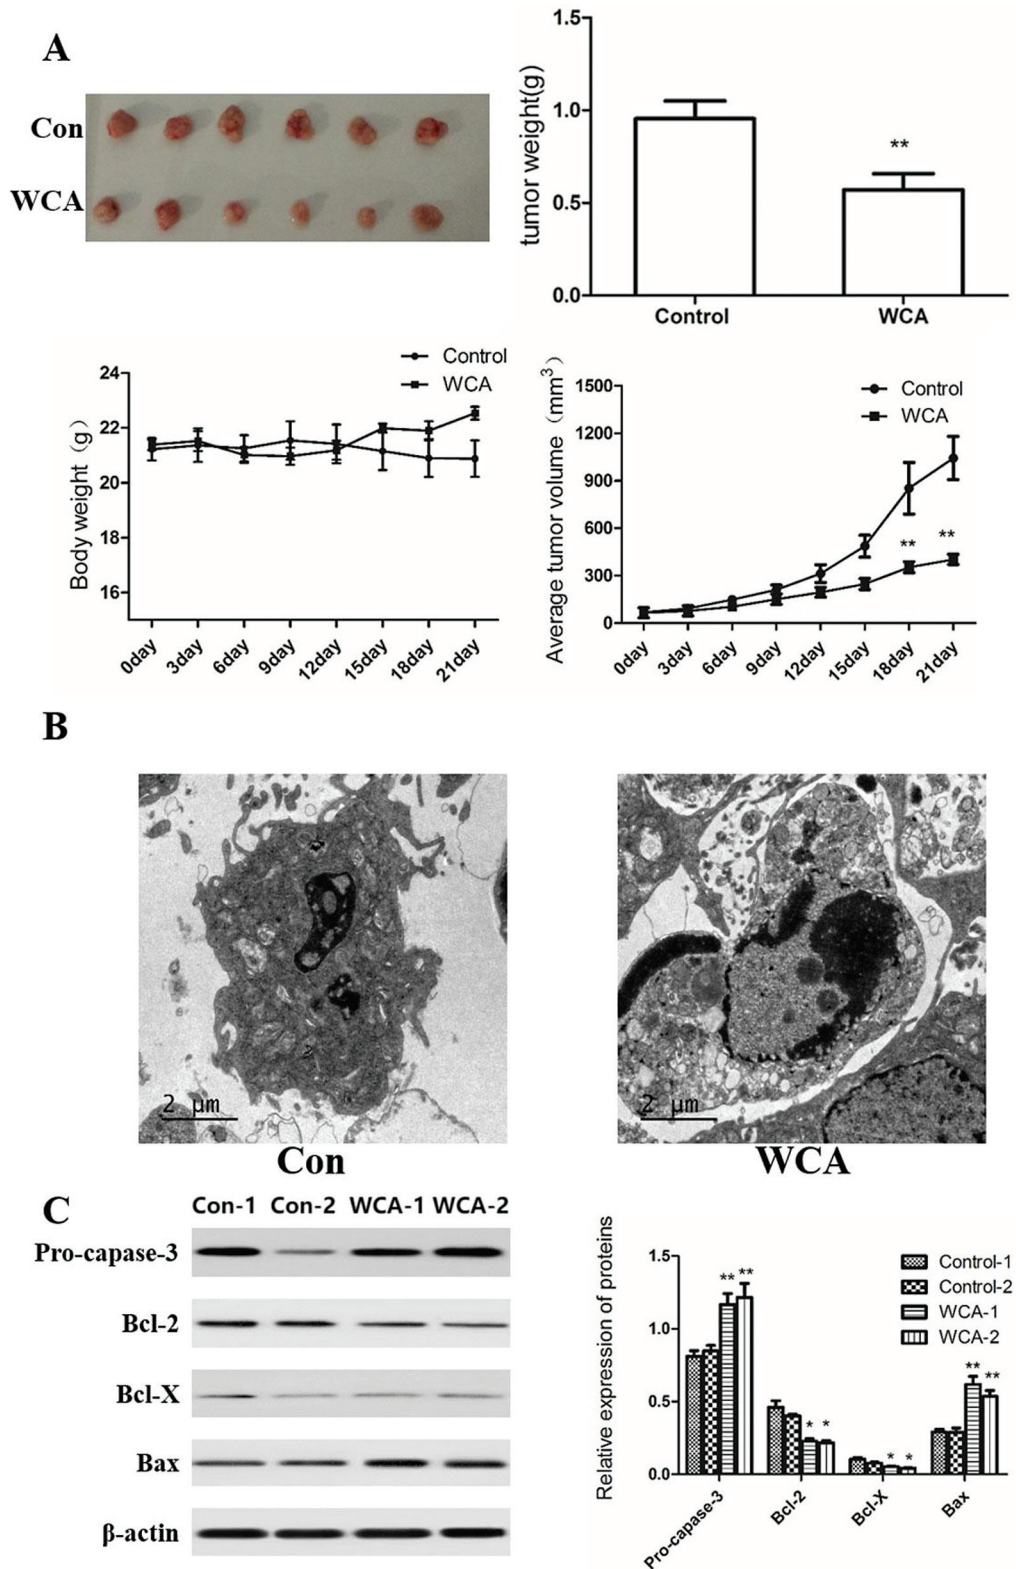 A
Con
WCA
tumor weight(g)
1.5
1.0
0.5
0.0
**
Control
WCA
Body weight（g）
24
22
20
18
16
Control
WCA
0day
3day
6day
9day
12day
15day
18day
21day
Average tumor volume（mm³）
1500
1200
900
600
300
0
Control
WCA
**
**
0day
3day
6day
9day
12day
15day
18day
21day
B
2 µm
Con
2 µm
WCA
C
Con-1 Con-2 WCA-1 WCA-2
Pro-capase-3
Bcl-2
Bcl-X
Bax
β-actin
Relative expression of proteins
1.5
1.0
0.5
0.0
** **
* *
* *
** **
Control-1
Control-2
WCA-1
WCA-2
Pro-capase-3
Bcl-2
Bcl-X
Bax